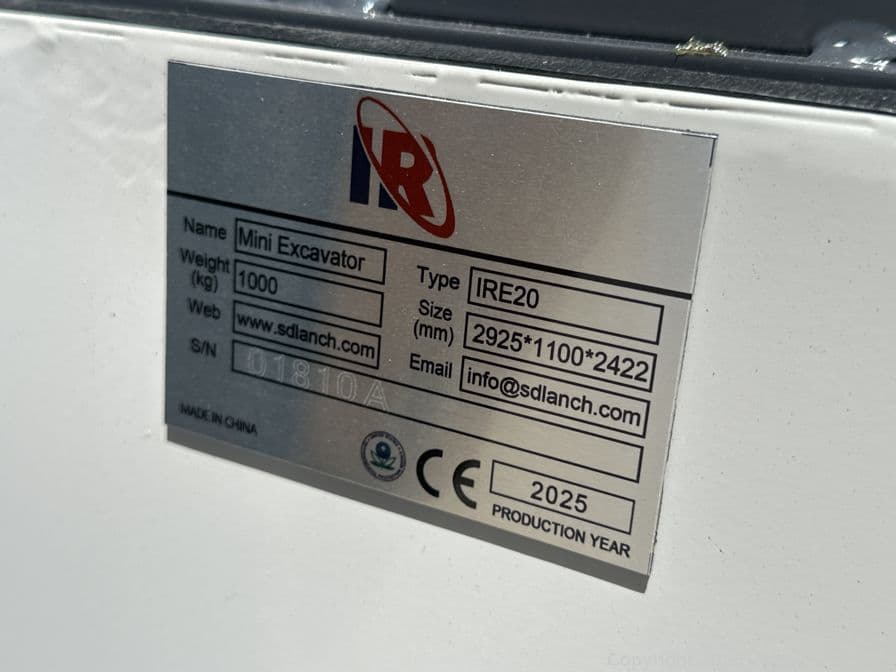 IR
Name Mini Excavator
Type IRE20
Weight (kg) 1000
Size (mm) 2925*1100*2422
Web www.sdlanch.com
Email info@sdlanch.com
S/N 01810A
MADE IN CHINA
CE
2025
PRODUCTION YEAR
Copyright